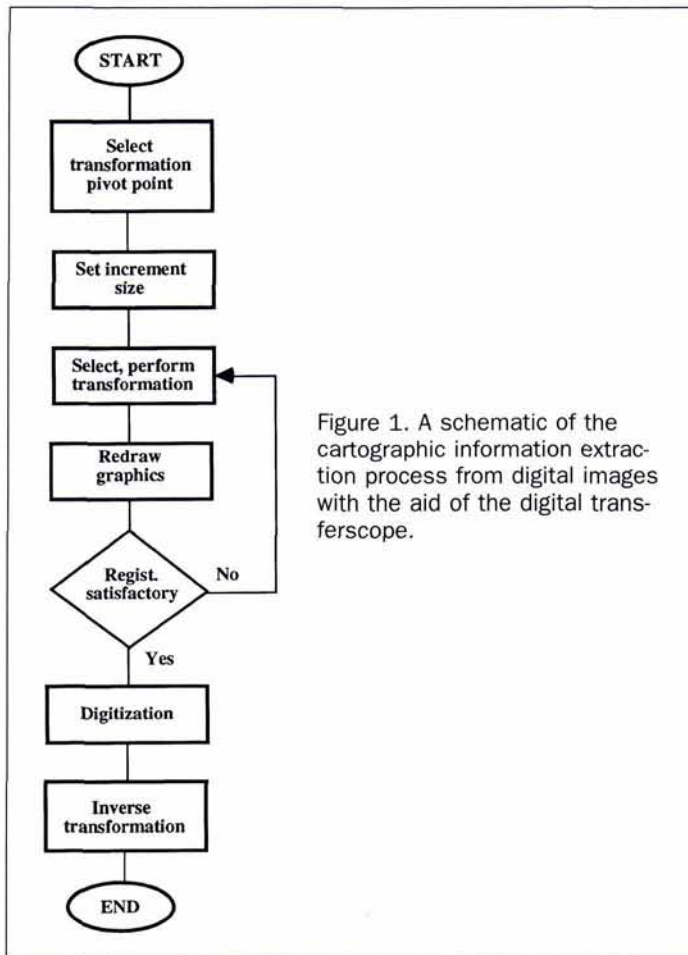 START
Select
transformation
pivot point
Set increment
size
Select, perform
transformation
Redraw
graphics
Regist.
satisfactory
No
Yes
Digitization
Inverse
transformation
END
Figure 1. A schematic of the
cartographic information extrac-
tion process from digital images
with the aid of the digital trans-
ferscope.